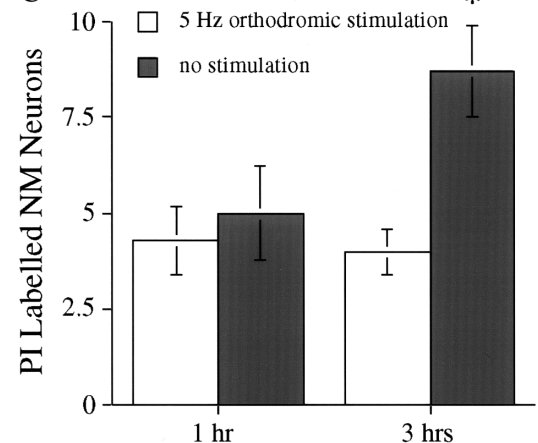 10
5 Hz orthodromic stimulation
no stimulation
7.5
5
2.5
0
PI Labelled NM Neurons
1 hr
3 hrs